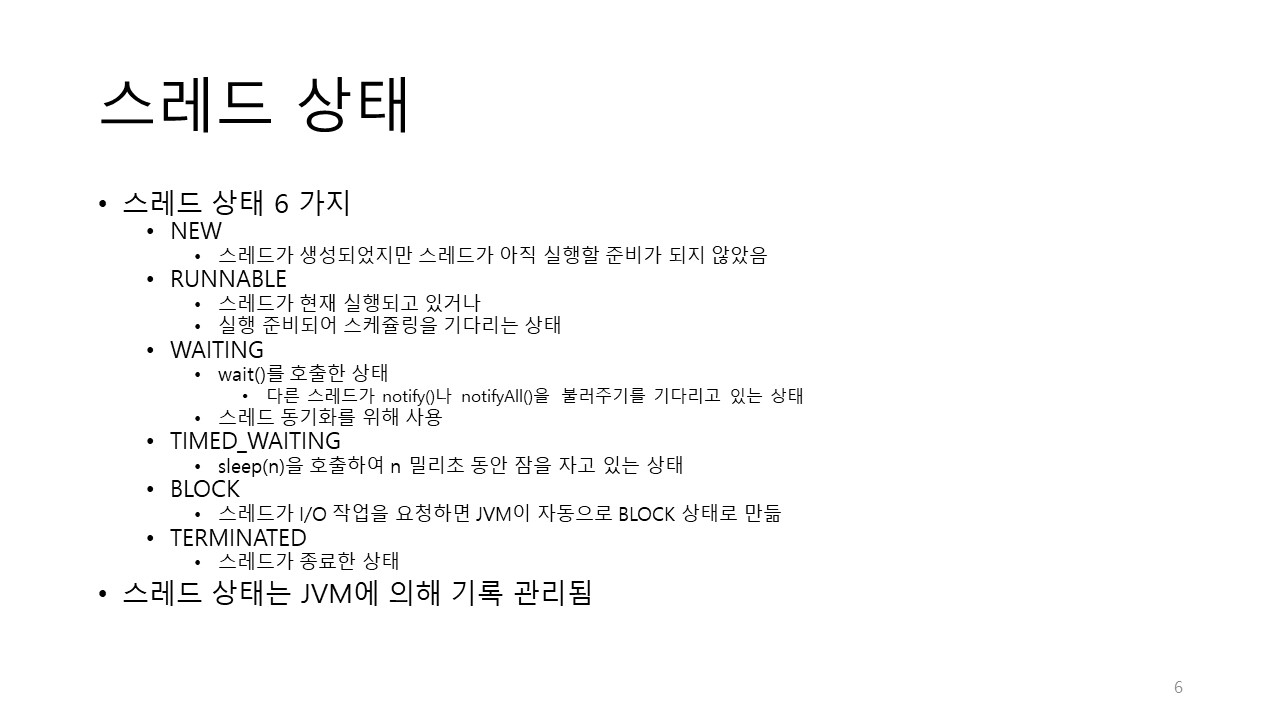 스레드 상태
• 스레드 상태 6 가지
• NEW
• 스레드가 생성되었지만 스레드가 아직 실행할 준비가 되지 않았음
• RUNNABLE
• 스레드가 현재 실행되고 있거나
• 실행 준비되어 스케쥴링을 기다리는 상태
• WAITING
• wait()를 호출한 상태
• 다른 스레드가 notify()나 notifyAll()을 불러주기를 기다리고 있는 상태
• 스레드 동기화를 위해 사용
• TIMED_WAITING
• sleep(n)을 호출하여 n 밀리초 동안 잠을 자고 있는 상태
• BLOCK
• 스레드가 I/O 작업을 요청하면 JVM이 자동으로 BLOCK 상태로 만듦
• TERMINATED
• 스레드가 종료한 상태
• 스레드 상태는 JVM에 의해 기록 관리됨
6